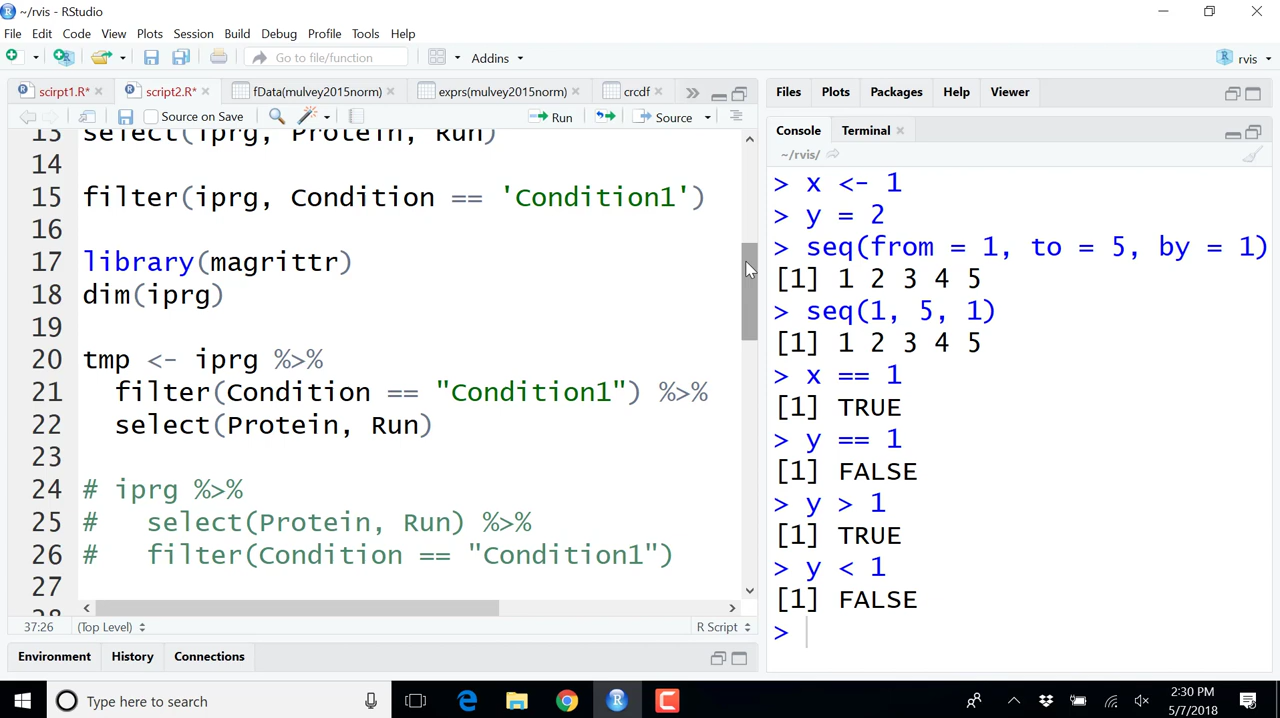 ~/rvis - RStudio
File Edit Code View Plots Session Build Debug Profile Tools Help
Go to file/function Addins rvis
scirpt1.R* script2.R* fData(mulvey2015norm) exprs(mulvey2015norm) crcdf
Source on Save Run Source
13 select(iprg, Protein, Run)
14
15 filter(iprg, Condition == 'Condition1')
16
17 library(magrittr)
18 dim(iprg)
19
20 tmp <- iprg %>%
21 filter(Condition == "Condition1") %>%
22 select(Protein, Run)
23
24 # iprg %>%
25 # select(Protein, Run) %>%
26 # filter(Condition == "Condition1")
27
28
37:26 (Top Level) R Script
Environment History Connections
Files Plots Packages Help Viewer
Console Terminal
~/rvis/
> x <- 1
> y = 2
> seq(from = 1, to = 5, by = 1)
[1] 1 2 3 4 5
> seq(1, 5, 1)
[1] 1 2 3 4 5
> x == 1
[1] TRUE
> y == 1
[1] FALSE
> y > 1
[1] TRUE
> y < 1
[1] FALSE
>
Type here to search
2:30 PM
5/7/2018